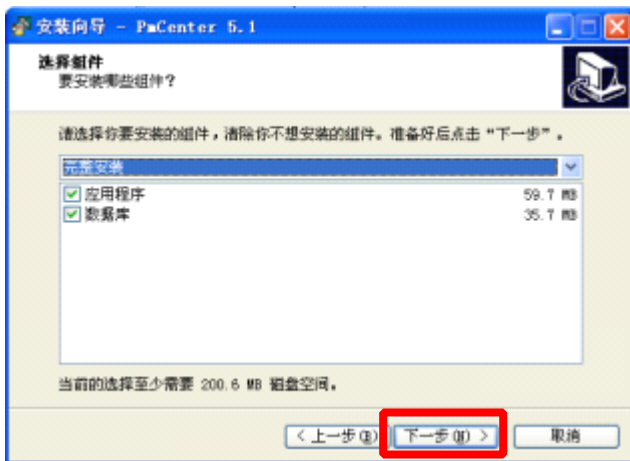 安装向导 - PmCenter 5.1
选择组件
要安装哪些组件？
请选择你要安装的组件，清除你不想安装的组件。准备好后点击“下一步”。
完整安装
应用程序 59.7 MB
数据库 35.7 MB
当前的选择至少需要 200.6 MB 磁盘空间。
< 上一步(B) 下一步(N) > 取消